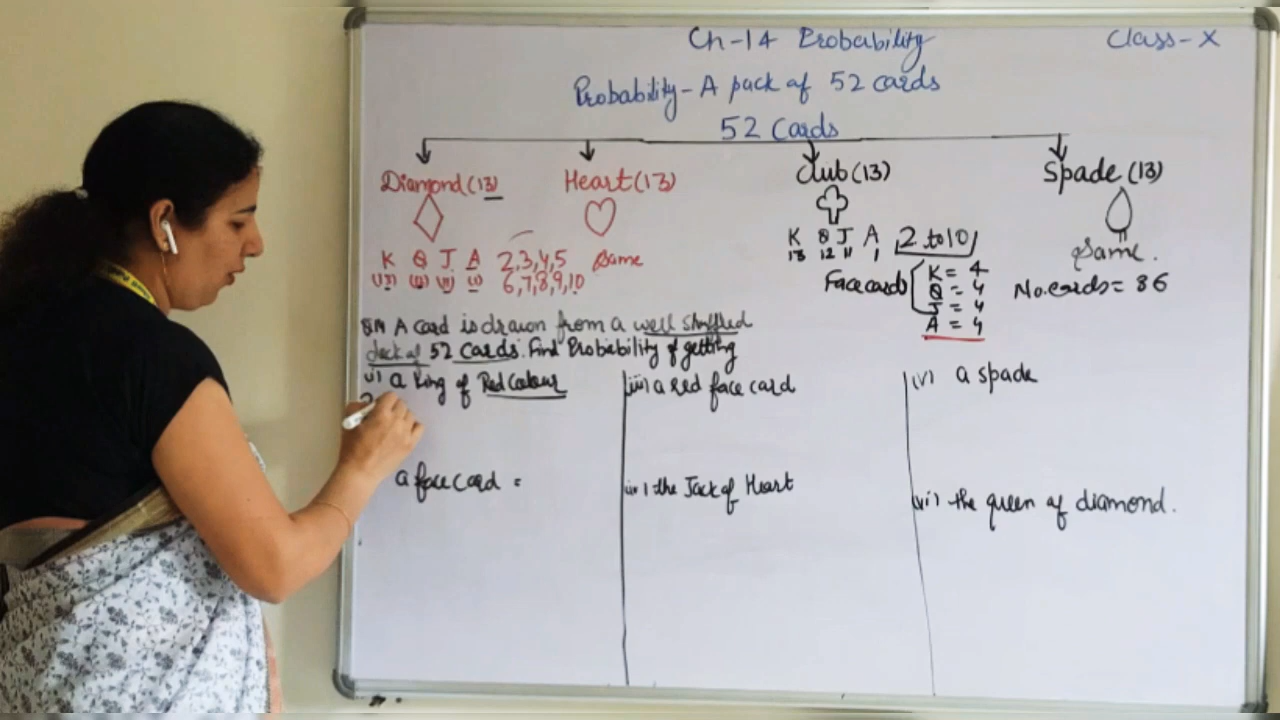 Ch-14 Probability
Class-X
Probability - A pack of 52 cards
52 Cards
Diamond (13)
Heart (13)
Club (13)
Spade (13)
K Q J A 2,3,4,5
6,7,8,9,10
Same
K Q J A 2 to 10
13 12 11 1
Same.
Face cards
K = 4
Q = 4
J = 4
A = 4
No. cards = 36
A card is drawn from a well shuffled
deck of 52 Cards. Find Probability of getting
(i) a King of Red Colour
a face card =
(iii) a red face card
(iv) the Jack of Heart
(v) a spade
(vi) the queen of diamond.